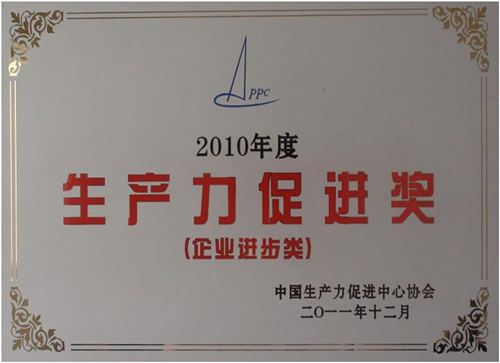 PPC
2010年度
生产力促进奖
(企业进步类)
中国生产力促进中心协会
二〇一一年十二月